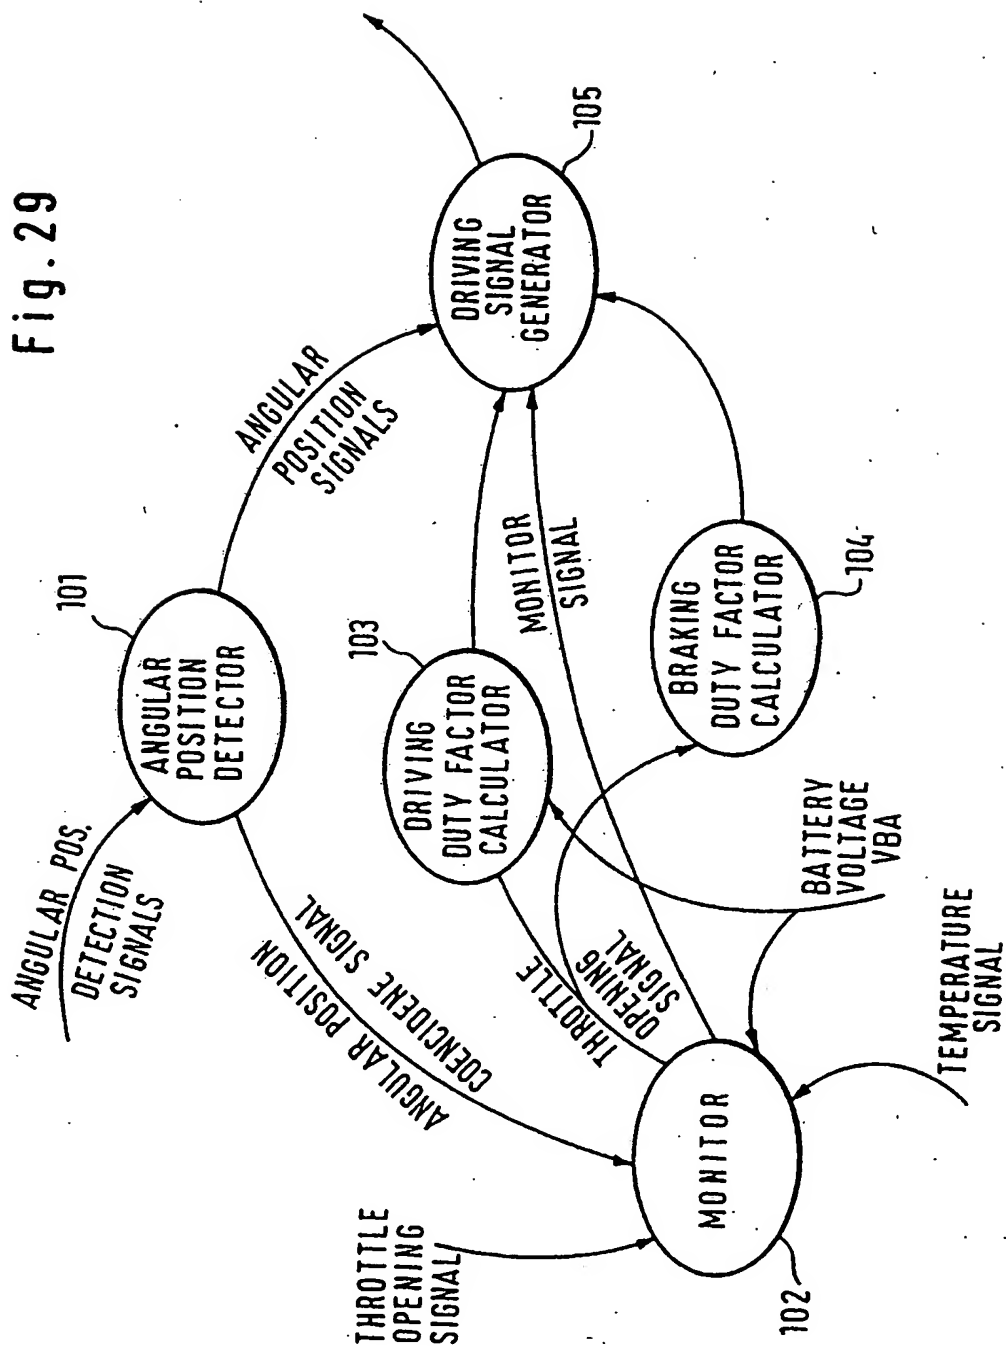 Fig. 29
ANGULAR POS.
DETECTION
SIGNALS
101
ANGULAR
POSITION
DETECTOR
ANGULAR
POSITION
SIGNALS
ANGULAR POSITION
COENCIDENE SIGNAL
103
DRIVING
DUTY FACTOR
CALCULATOR
DRIVING
SIGNAL
GENERATOR
105
THROTTLE
OPENING
SIGNAL
THROTTLE
OPENING
SIGNAL
MONITOR
SIGNAL
MONITOR
102
BRAKING
DUTY FACTOR
CALCULATOR
104
BATTERY
VOLTAGE
VBA
TEMPERATURE
SIGNAL